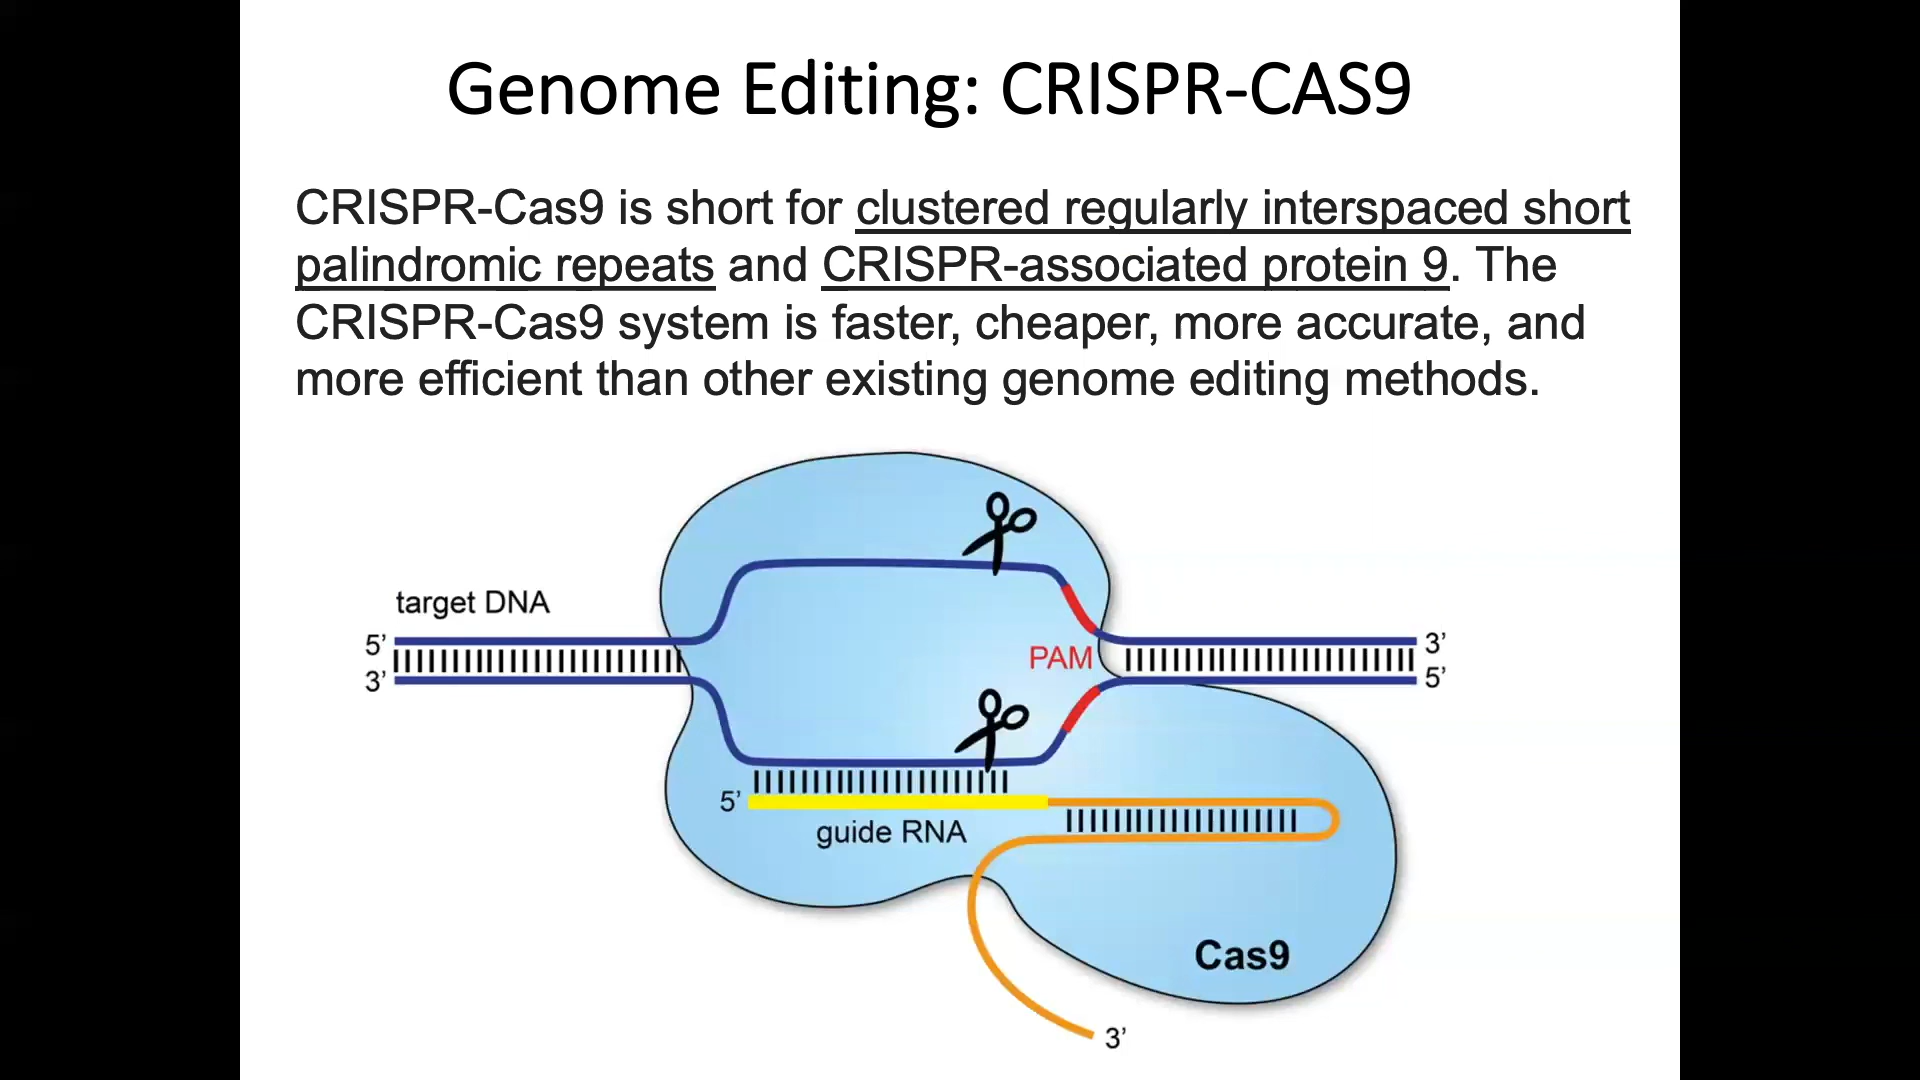 Genome Editing: CRISPR-CAS9
CRISPR-Cas9 is short for clustered regularly interspaced short
palindromic repeats and CRISPR-associated protein 9. The
CRISPR-Cas9 system is faster, cheaper, more accurate, and
more efficient than other existing genome editing methods.
target DNA
5’
3’
3’
5’
PAM
5’
guide RNA
Cas9
3’